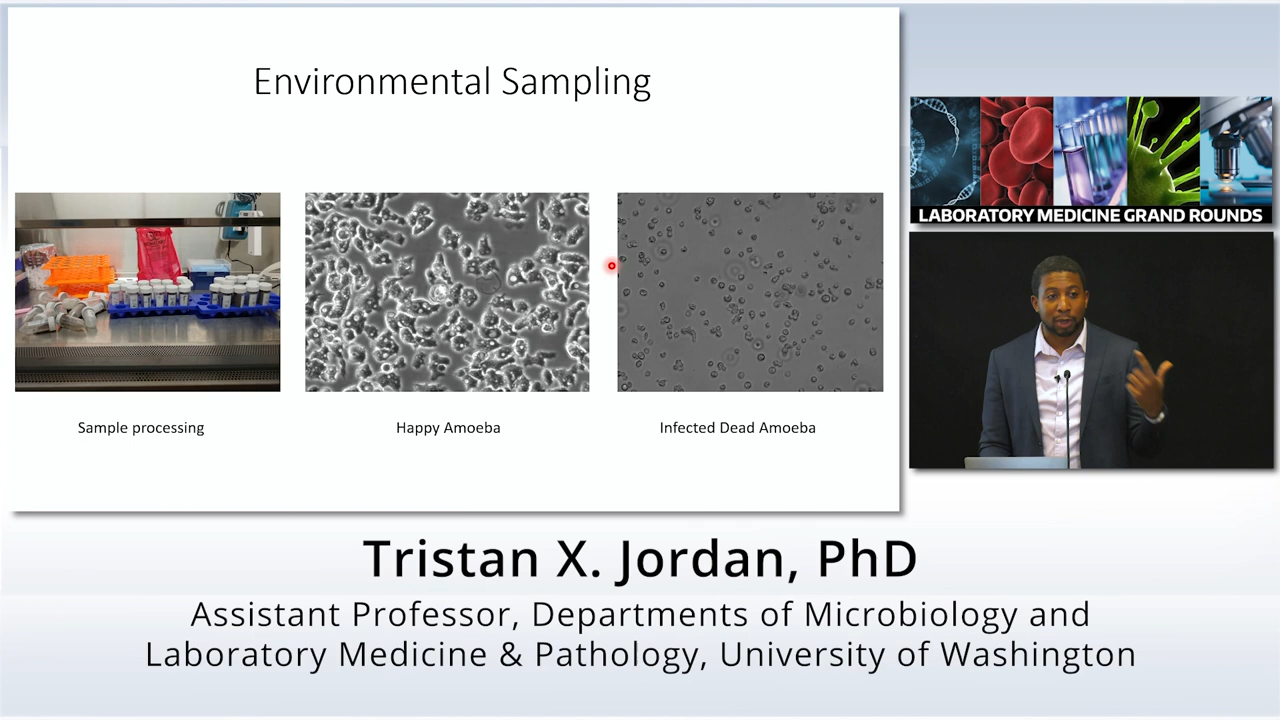 Environmental Sampling
Sample processing
Happy Amoeba
Infected Dead Amoeba
LABORATORY MEDICINE GRAND ROUNDS
Tristan X. Jordan, PhD
Assistant Professor, Departments of Microbiology and
Laboratory Medicine & Pathology, University of Washington